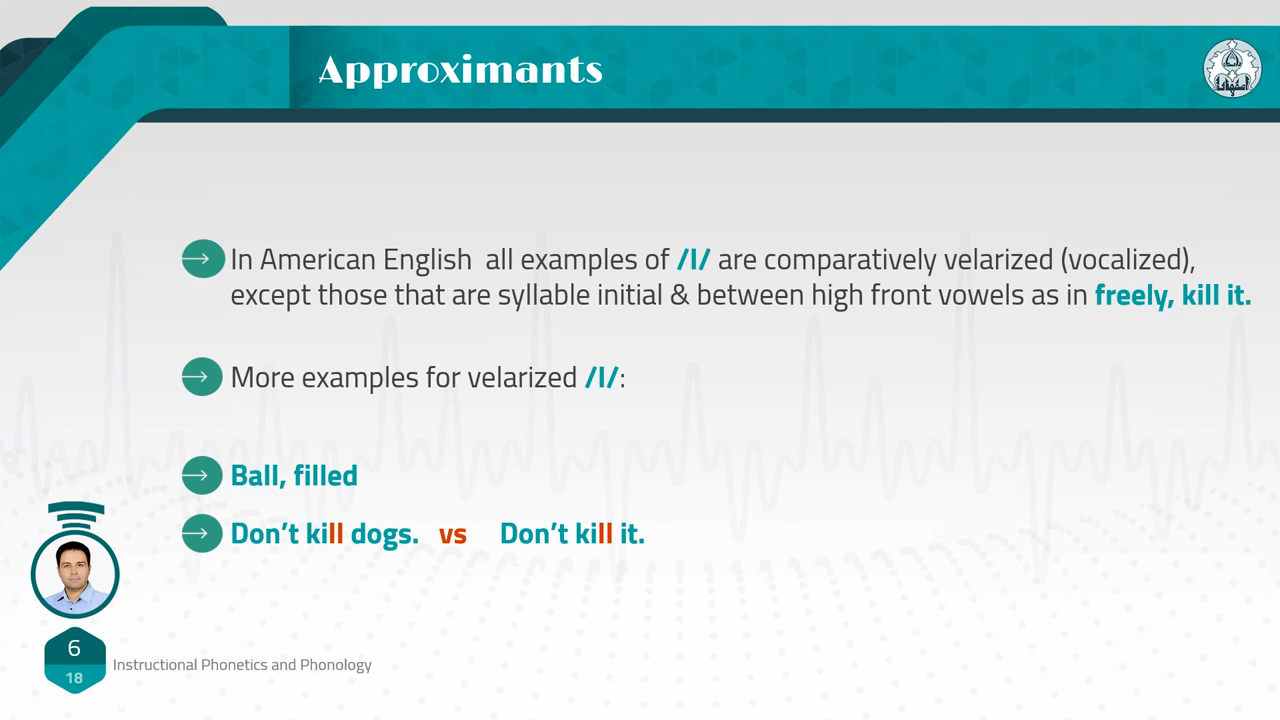 Approximants
In American English all examples of /l/ are comparatively velarized (vocalized),
except those that are syllable initial & between high front vowels as in freely, kill it.
More examples for velarized /l/:
Ball, filled
Don't kill dogs. vs Don't kill it.
6
18
Instructional Phonetics and Phonology